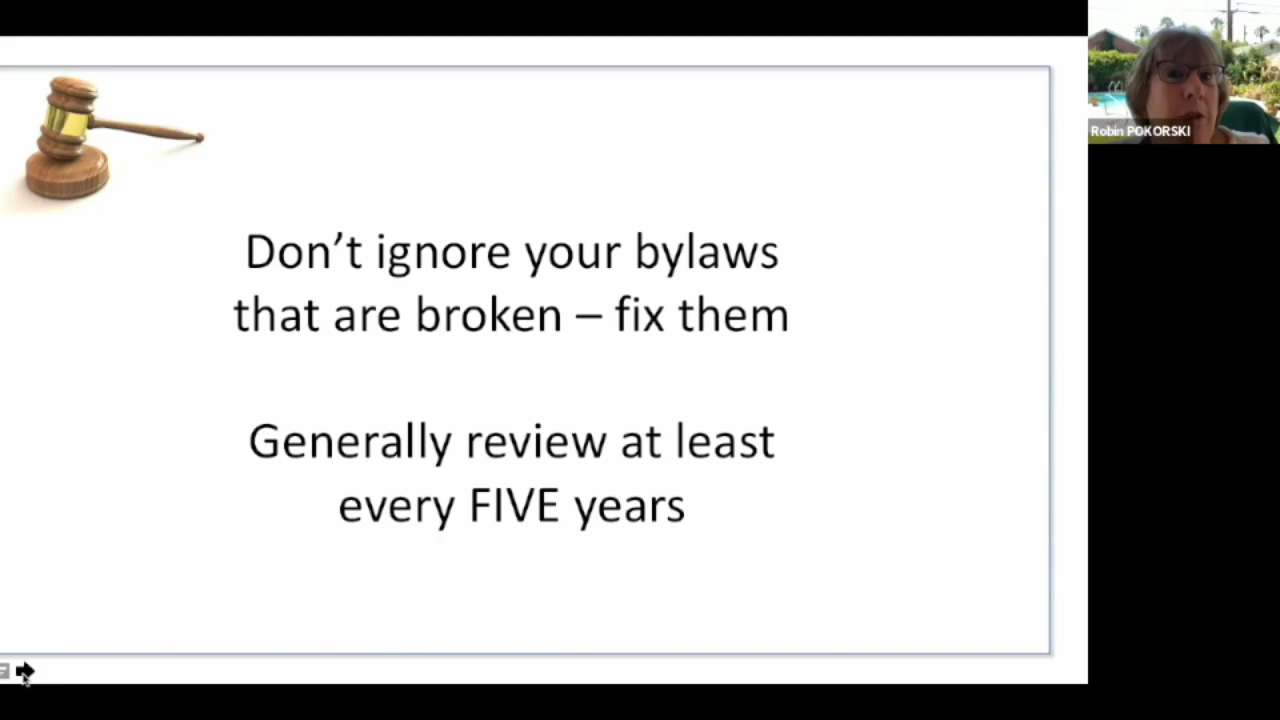 Don’t ignore your bylaws
that are broken – fix them
Generally review at least
every FIVE years
Robin POKORSKI